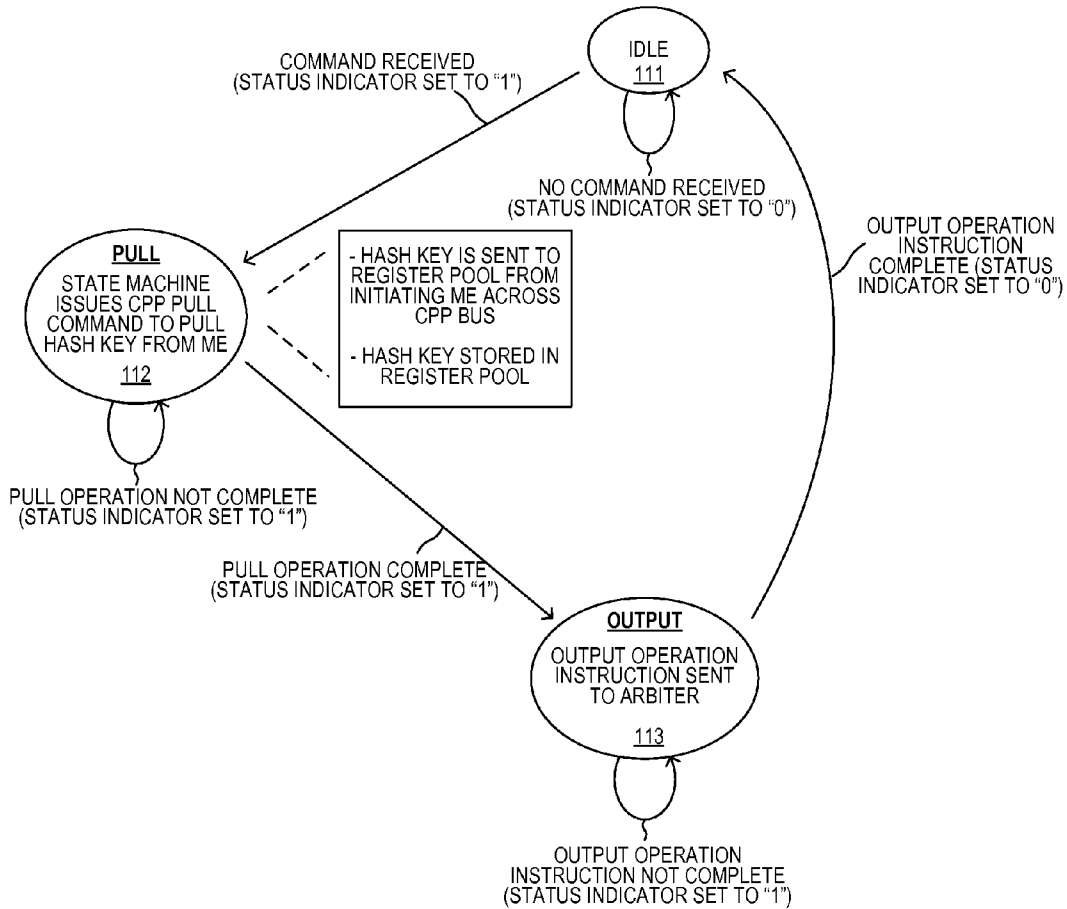 IDLE
111
COMMAND RECEIVED
(STATUS INDICATOR SET TO “1”)
NO COMMAND RECEIVED
(STATUS INDICATOR SET TO “0”)
OUTPUT OPERATION
INSTRUCTION
COMPLETE (STATUS
INDICATOR SET TO “0”)
PULL
STATE MACHINE
ISSUES CPP PULL
COMMAND TO PULL
HASH KEY FROM ME
112
- HASH KEY IS SENT TO
REGISTER POOL FROM
INITIATING ME ACROSS
CPP BUS
- HASH KEY STORED IN
REGISTER POOL
PULL OPERATION NOT COMPLETE
(STATUS INDICATOR SET TO “1”)
PULL OPERATION COMPLETE
(STATUS INDICATOR SET TO “1”)
OUTPUT
OUTPUT OPERATION
INSTRUCTION SENT
TO ARBITER
113
OUTPUT OPERATION
INSTRUCTION NOT COMPLETE
(STATUS INDICATOR SET TO “1”)